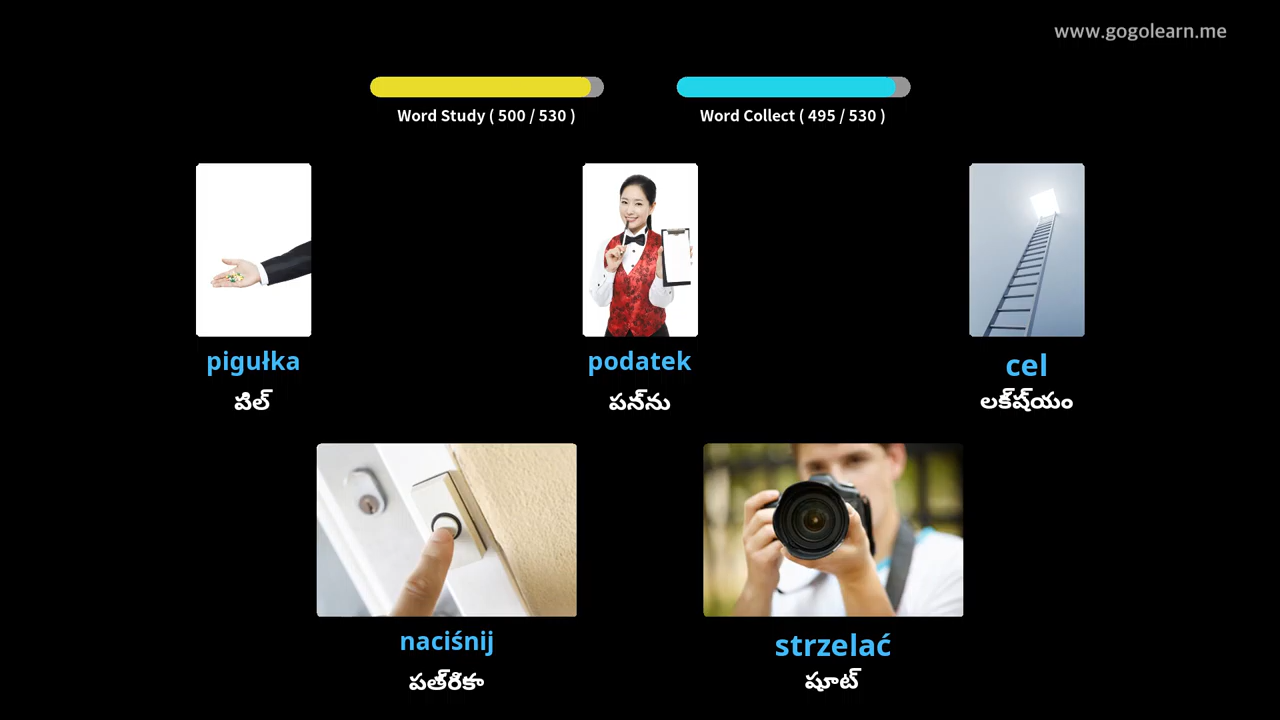 www.gogolearn.me
Word Study ( 500 / 530 )
Word Collect ( 495 / 530 )
pigułka
podatek
cel
పిల్
పన్ను
లక్ష్యం
naciśnij
strzelać
పత్రికా
షూట్